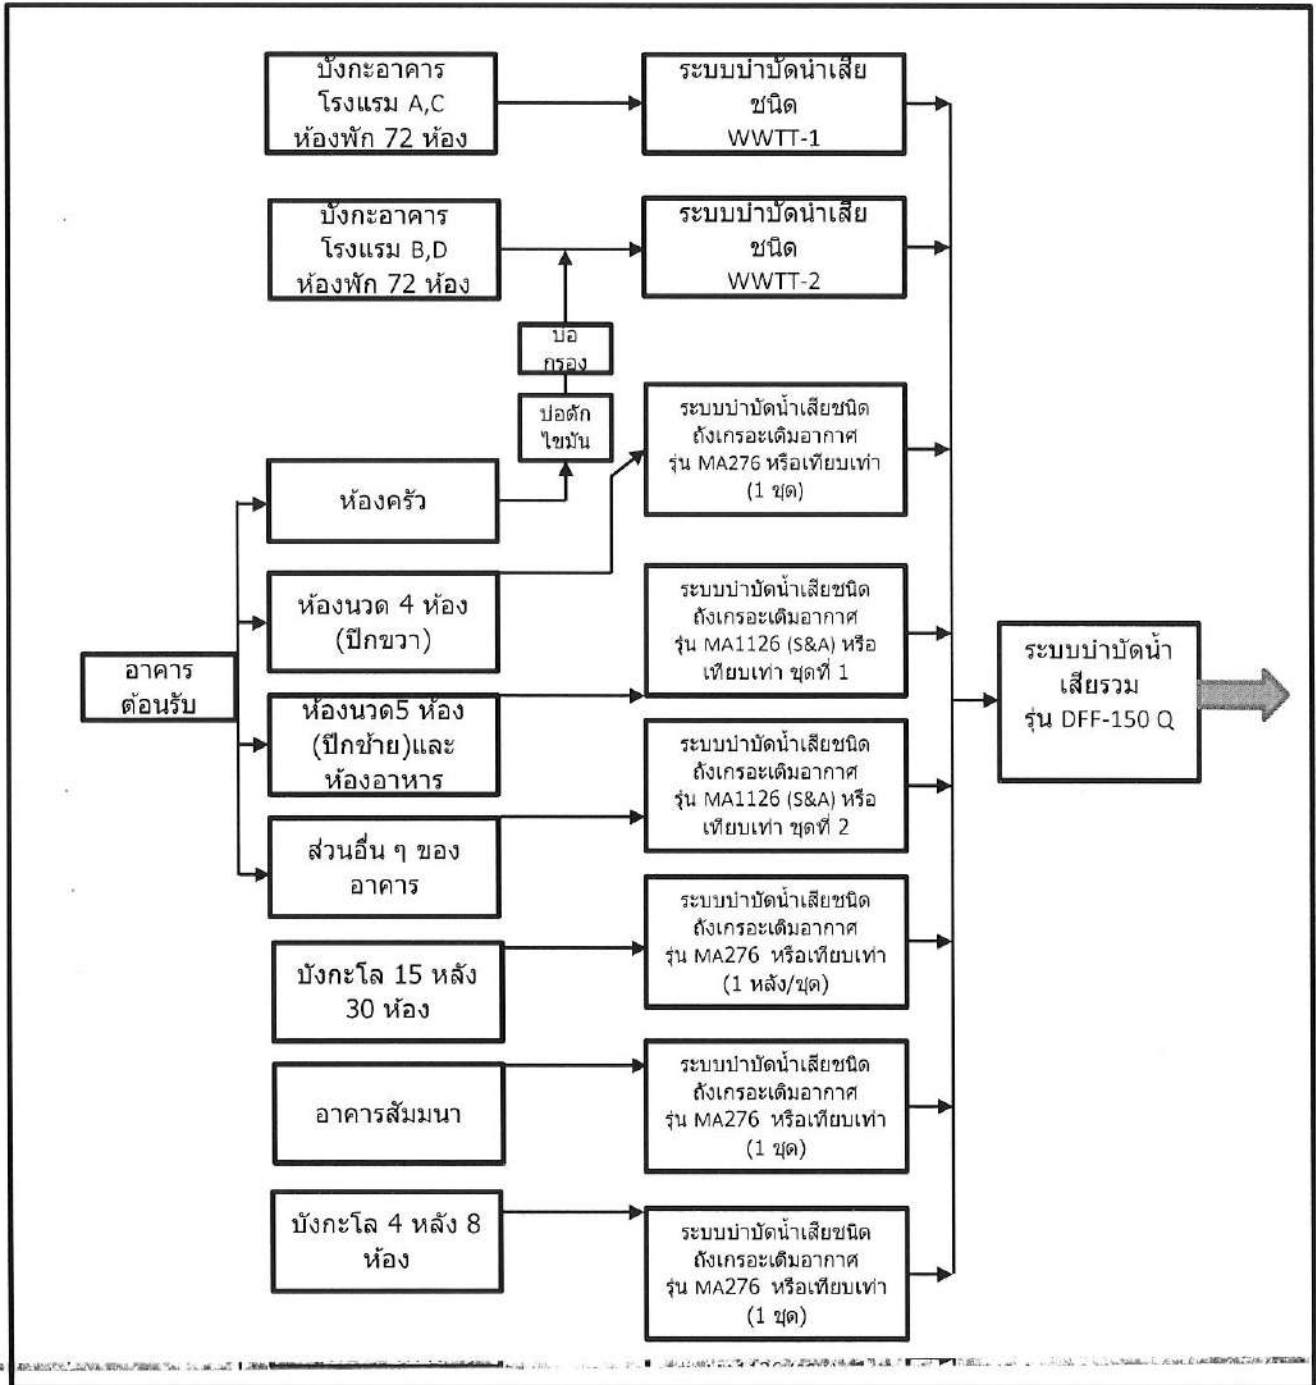 บังกะอาคาร
โรงแรม A,C
ห้องพัก 72 ห้อง
ระบบบำบัดน้ำเสีย
ชนิด
WWTT-1
บังกะอาคาร
โรงแรม B,D
ห้องพัก 72 ห้อง
ระบบบำบัดน้ำเสีย
ชนิด
WWTT-2
บ่อ
กรอง
บ่อดัก
ไขมัน
ระบบบำบัดน้ำเสียชนิด
ถังเกรอะเติมอากาศ
รุ่น MA276 หรือเทียบเท่า
(1 ชุด)
ห้องครัว
ห้องนวด 4 ห้อง
(ปีกขวา)
ระบบบำบัดน้ำเสียชนิด
ถังเกรอะเติมอากาศ
รุ่น MA1126 (S&A) หรือ
เทียบเท่า ชุดที่ 1
อาคาร
ต้อนรับ
ห้องนวด5 ห้อง
(ปีกซ้าย)และ
ห้องอาหาร
ระบบบำบัดน้ำ
เสียรวม
รุ่น DFF-150 Q
ระบบบำบัดน้ำเสียชนิด
ถังเกรอะเติมอากาศ
รุ่น MA1126 (S&A) หรือ
เทียบเท่า ชุดที่ 2
ส่วนอื่น ๆ ของ
อาคาร
ระบบบำบัดน้ำเสียชนิด
ถังเกรอะเติมอากาศ
รุ่น MA276 หรือเทียบเท่า
(1 หลัง/ชุด)
บังกะโล 15 หลัง
30 ห้อง
ระบบบำบัดน้ำเสียชนิด
ถังเกรอะเติมอากาศ
รุ่น MA276 หรือเทียบเท่า
(1 ชุด)
อาคารสัมมนา
บังกะโล 4 หลัง 8
ห้อง
ระบบบำบัดน้ำเสียชนิด
ถังเกรอะเติมอากาศ
รุ่น MA276 หรือเทียบเท่า
(1 ชุด)